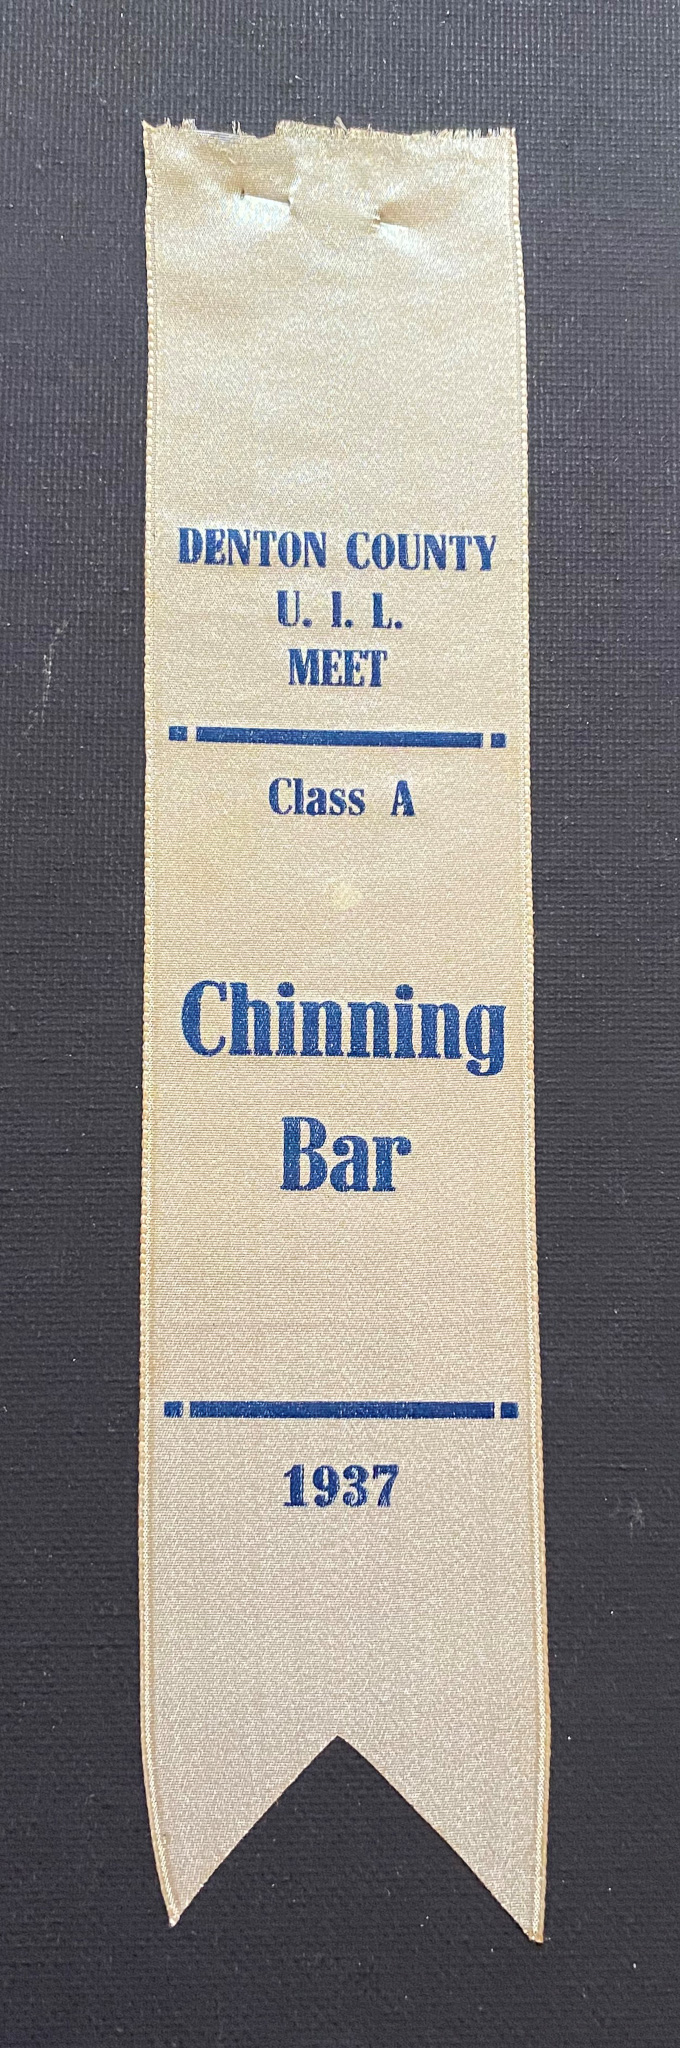 DENTON COUNTY
U. I. L.
MEET
Class A
Chinning
Bar
1937